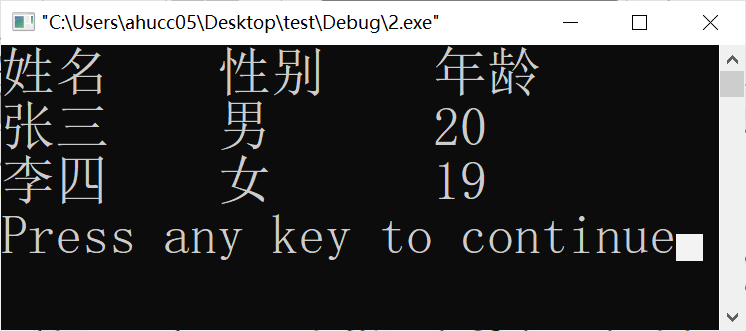 "C:\Users\ahucc05\Desktop\test\Debug\2.exe"
姓名 性别 年龄
张三 男 20
李四 女 19
Press any key to continue